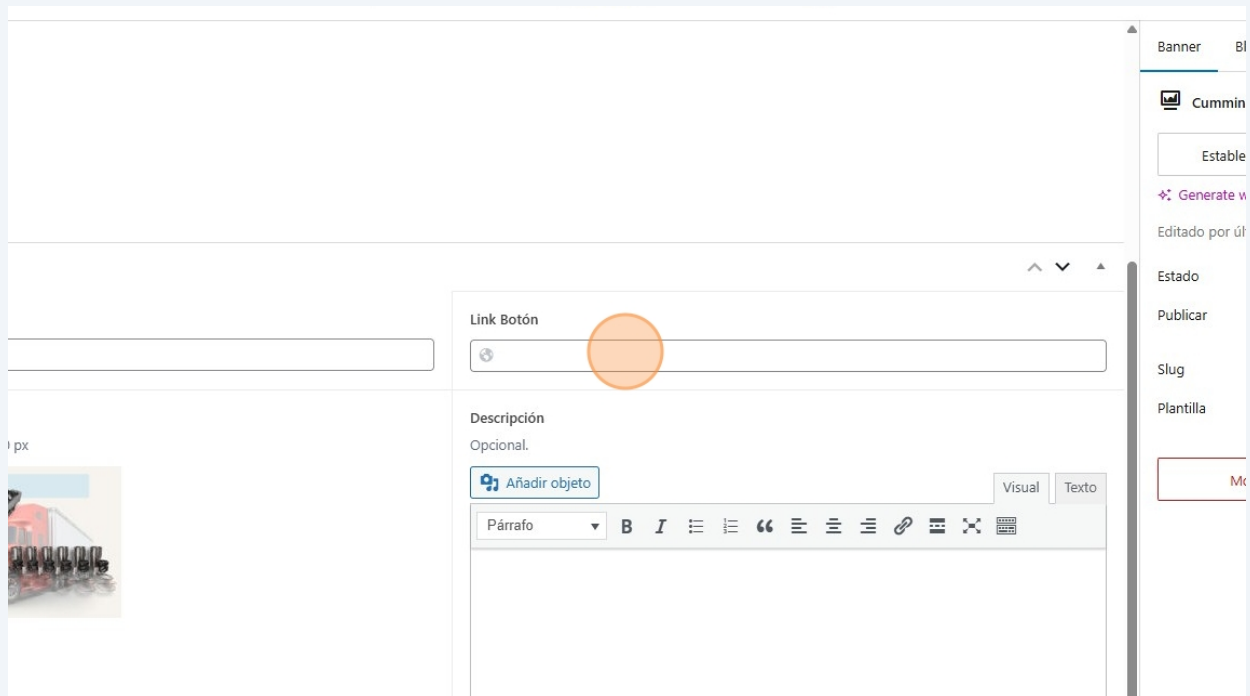 Banner
Cummin
Estable
Generate w
Editado por úl
Estado
Link Botón
Publicar
Slug
Descripción
Plantilla
px
Opcional.
Añadir objeto
Visual Texto
Párrafo B I